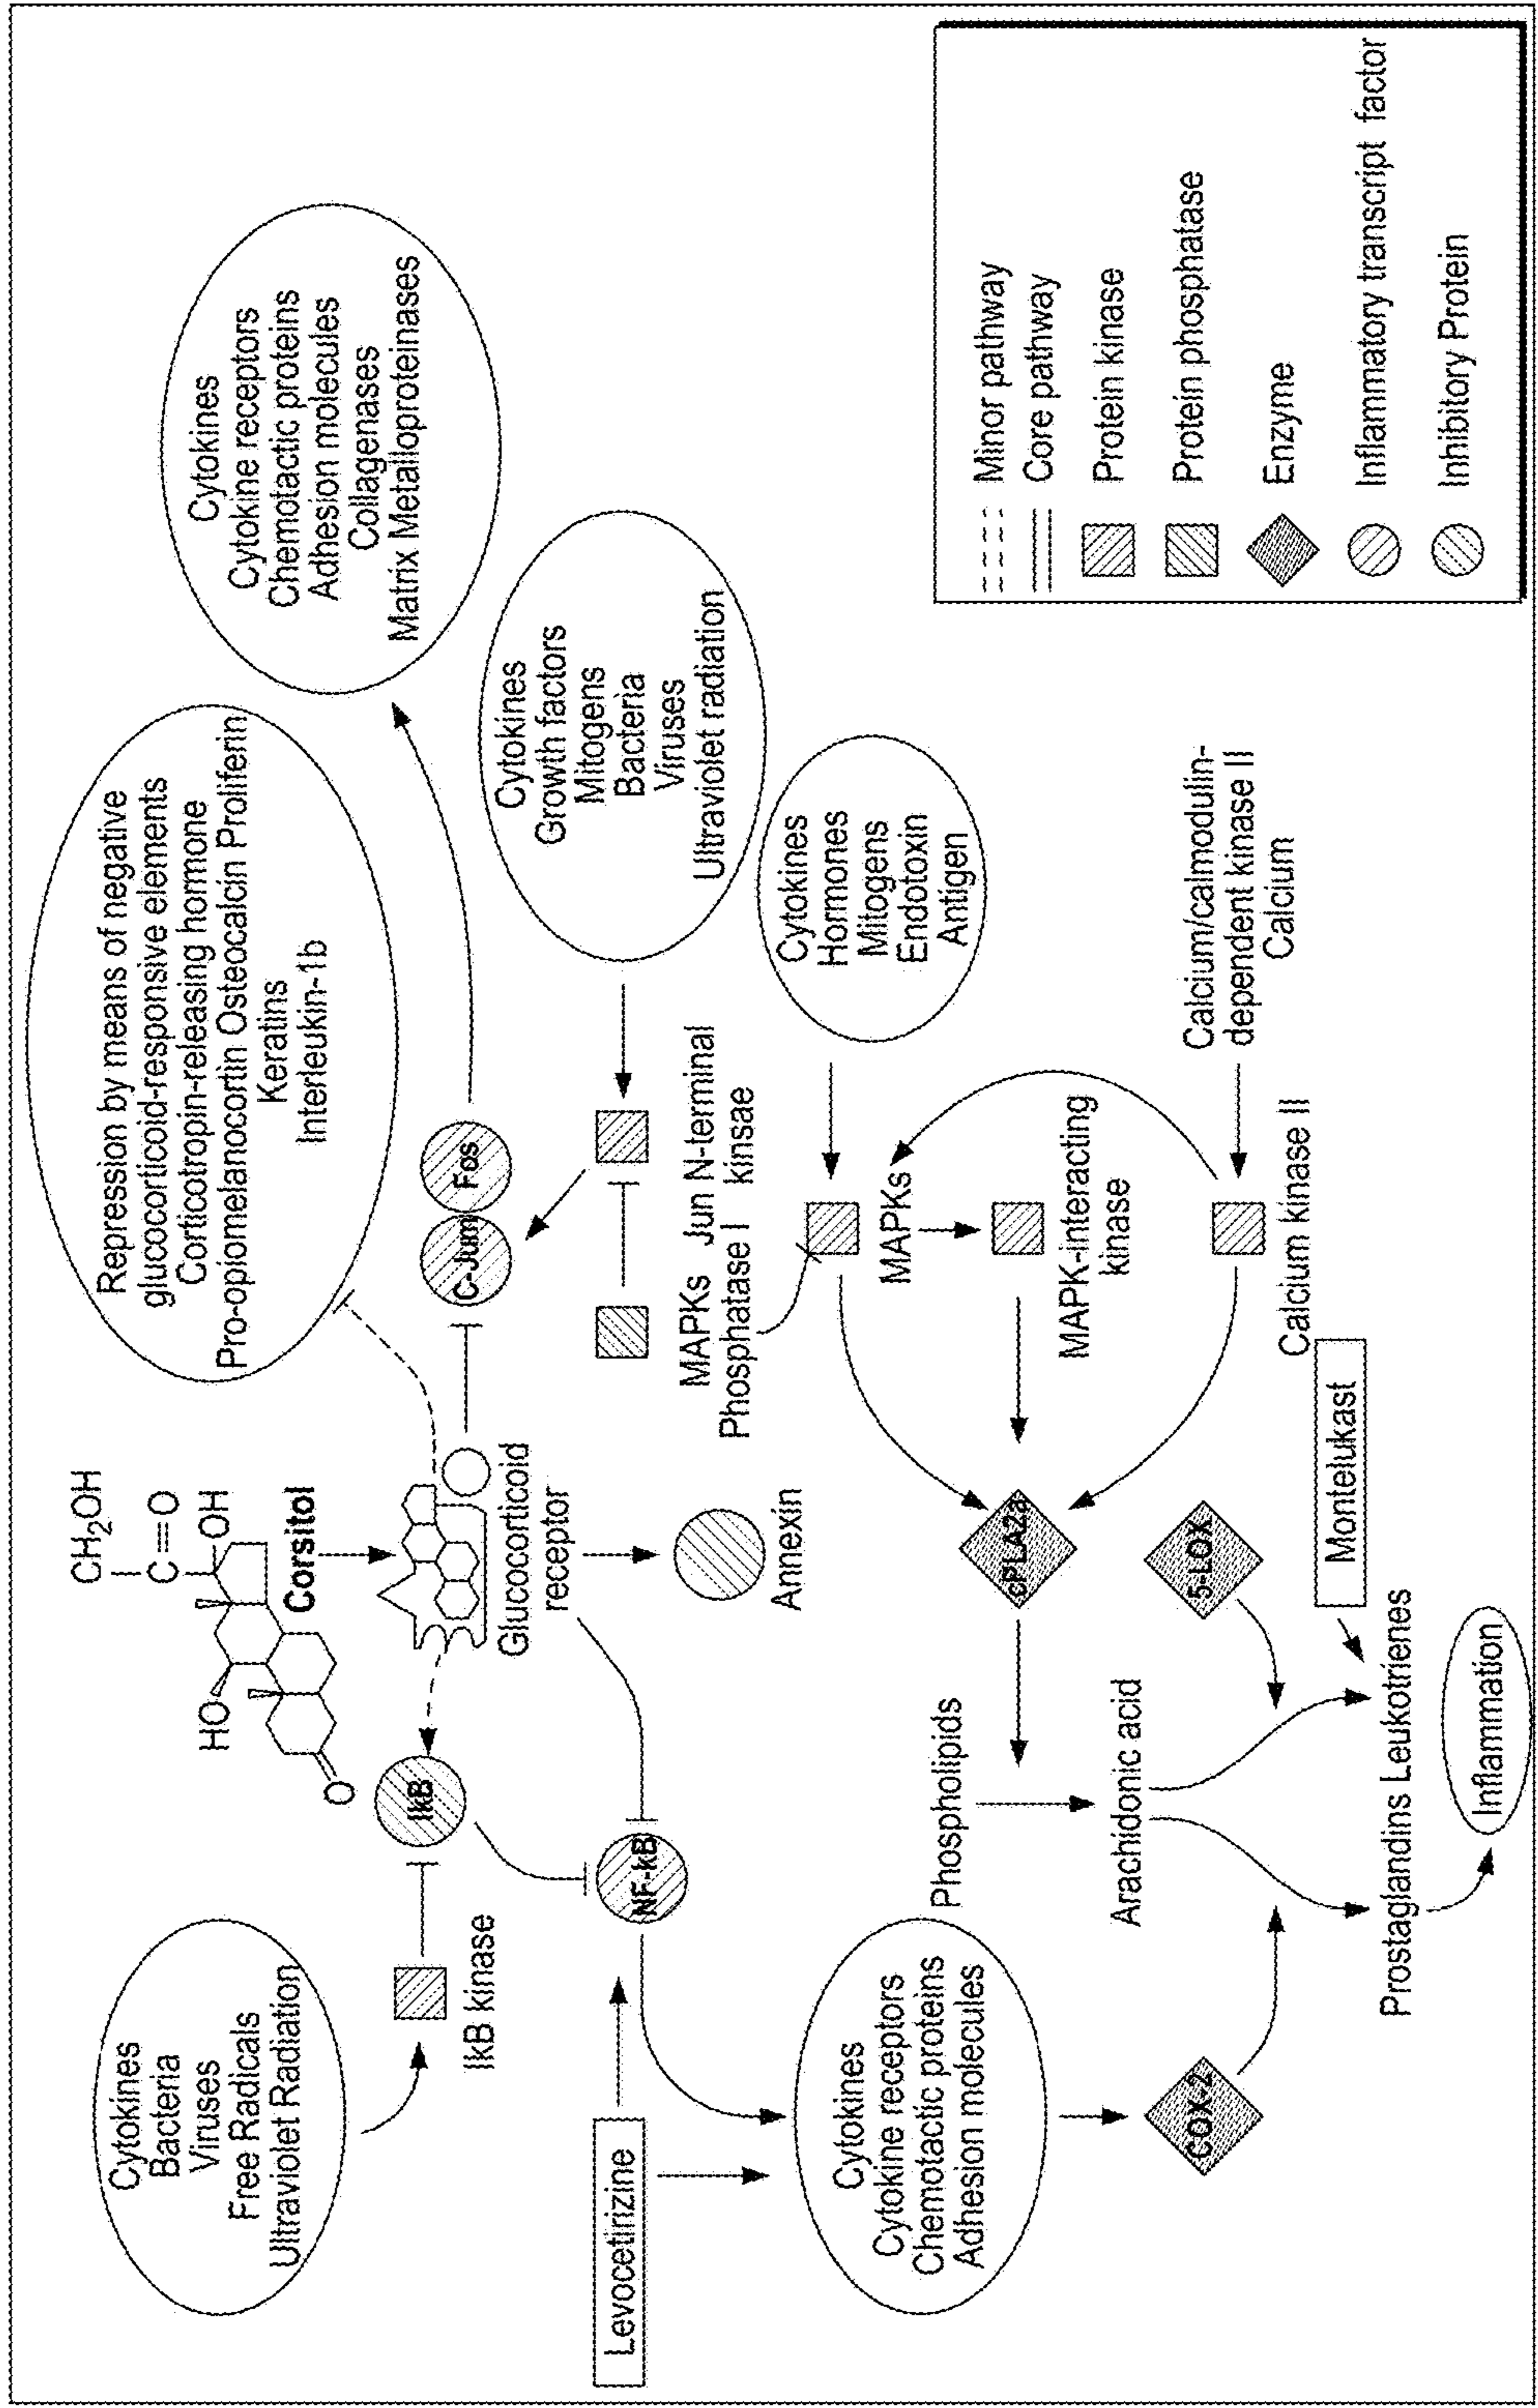 CH₂OH
C=O
OH
HO
O
Corsitol
Cytokines
Bacteria
Viruses
Free Radicals
Ultraviolet Radiation
IkB kinase
IkB
Glucocorticoid
receptor
Annexin
NF-kB
Levocetirizine
Cytokines
Cytokine receptors
Chemotactic proteins
Adhesion molecules
COX-2
Repression by means of negative
glucocorticoid-responsive elements
Corticotropin-releasing hormone
Pro-opiomelanocortin Osteocalcin Proliferin
Keratins
Interleukin-1b
C-Jum
Fos
Cytokines
Cytokine receptors
Chemotactic proteins
Adhesion molecules
Collagenases
Matrix Metalloproteinases
Cytokines
Growth factors
Mitogens
Bacteria
Viruses
Ultraviolet radiation
MAPKs
Phosphatase I
Jun N-terminal
kinsae
Cytokines
Hormones
Mitogens
Endotoxin
Antigen
MAPKs
MAPK-interacting
kinase
Calcium/calmodulin-
dependent kinase II
Calcium
Calcium kinase II
cPLA2a
Phospholipids
Arachidonic acid
5-LOX
Montelukast
Prostaglandins Leukotrienes
Inflammation
Minor pathway
Core pathway
Protein kinase
Protein phosphatase
Enzyme
Inflammatory transcript factor
Inhibitory Protein